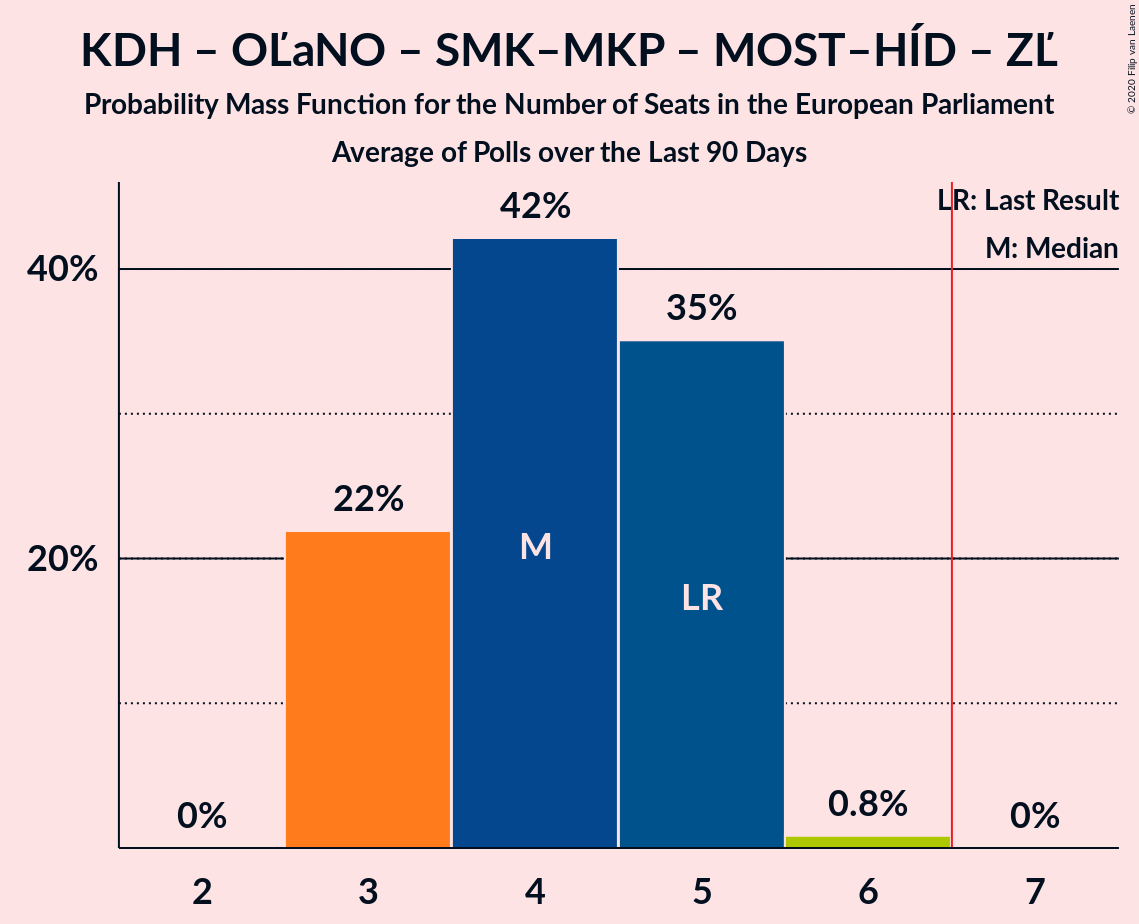 KDH – OĽaNO – SMK–MKP – MOST–HÍD – ZĽ
Probability Mass Function for the Number of Seats in the European Parliament
Average of Polls over the Last 90 Days
© 2020 Filip van Laenen
LR: Last Result
M: Median
40%
20%
0%
22%
42%
35%
0.8%
0%
M
LR
2
3
4
5
6
7